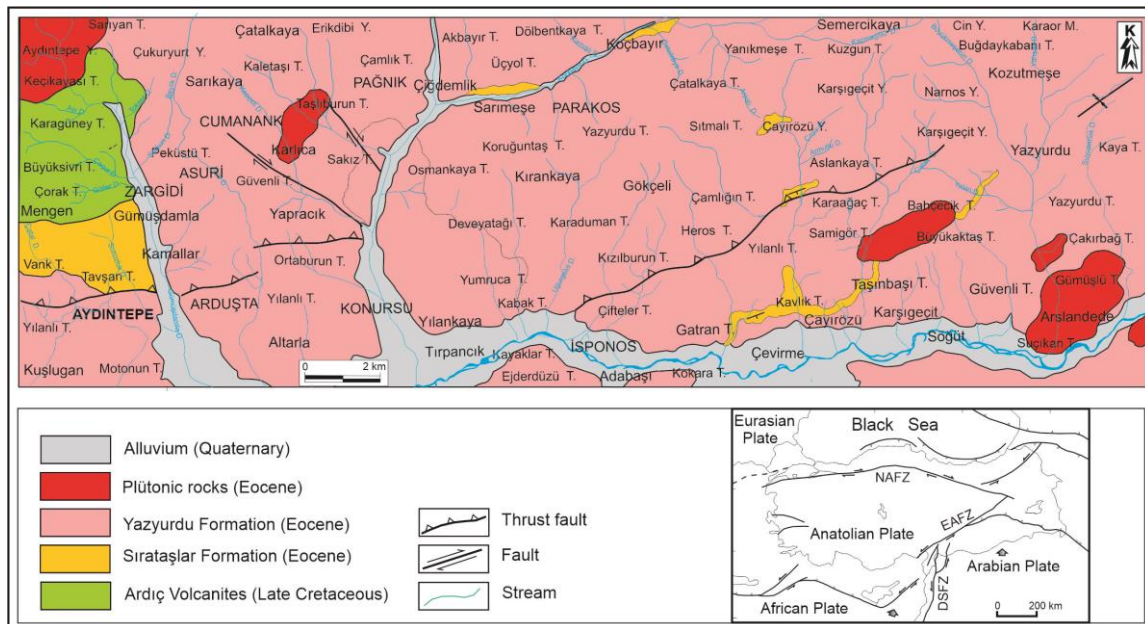 Sarıyan T.
Çatalkaya
Erikdibi Y.
Akbayır T.
Dölbentkaya T.
Koçbayır
Semercikaya
Cin Y.
Karaor M.
K
Aydıntepe Y.
Çukuryurt Y.
Kaletaşı T.
Çamlık T.
Üçyol T.
Yanıkmeşe T.
Kuzgun T.
Buğdaykabanı T.
Keçikayası T.
Sarıkaya
PAĞNIK
Çiğdemlik
Çatalkaya T.
Kozutmeşe
Taşlıburun T.
Sarımeşe
PARAKOS
Karşıgeçit Y.
Narnos Y.
Karagüney T.
CUMANANK
Yazyurdu T.
Sıtmalı T.
Çayırözü Y.
Karşıgeçit Y.
Peküstü T.
Karlıca
Sakız T.
Koruğuntaş T.
Aslankaya T.
Yazyurdu
Kaya T.
Büyüksivri T.
ASURİ
Güvenli T.
Osmankaya T.
Kırankaya
Gökçeli
Çorak T.
ZARGİDİ
Çamlığın T.
Karaağaç T.
Babçecik T.
Yazyurdu T.
Mengen
Gümüşdamla
Yapracık
Deveyatağı T.
Karaduman T.
Heros T.
Samigör T.
Büyükaktaş T.
Kamallar
Ortaburun T.
Kızılburun T.
Yılanlı T.
Çakırbağ T.
Vank T.
Tavşan T.
Yumruca T.
Taşınbaşı T.
Güvenli T.
Gümüşlü T.
ARDUŞTA
Yılanlı T.
KONURSU
Kabak T.
Çifteler T.
Kavlık T.
Karşıgeçit
Arslandede
AYDINTEPE
Yılankaya
Gatran T.
Çayırözü
Yılanlı T.
Altarla
Tırpancık
Kayaklar T.
İSPONOS
Çevirme
Söğüt
Suçıkan T.
Kuşlugan
Motonun T.
0 2 km
Ejderdüzü T.
Adabaşı
Kokara T.
Alluvium (Quaternary)
Plütonic rocks (Eocene)
Yazyurdu Formation (Eocene)
Sırataşlar Formation (Eocene)
Ardıç Volcanites (Late Cretaceous)
Thrust fault
Fault
Stream
Eurasian
Plate
Black Sea
NAFZ
EAFZ
Anatolian Plate
Arabian Plate
DSFZ
African Plate
0 200 km